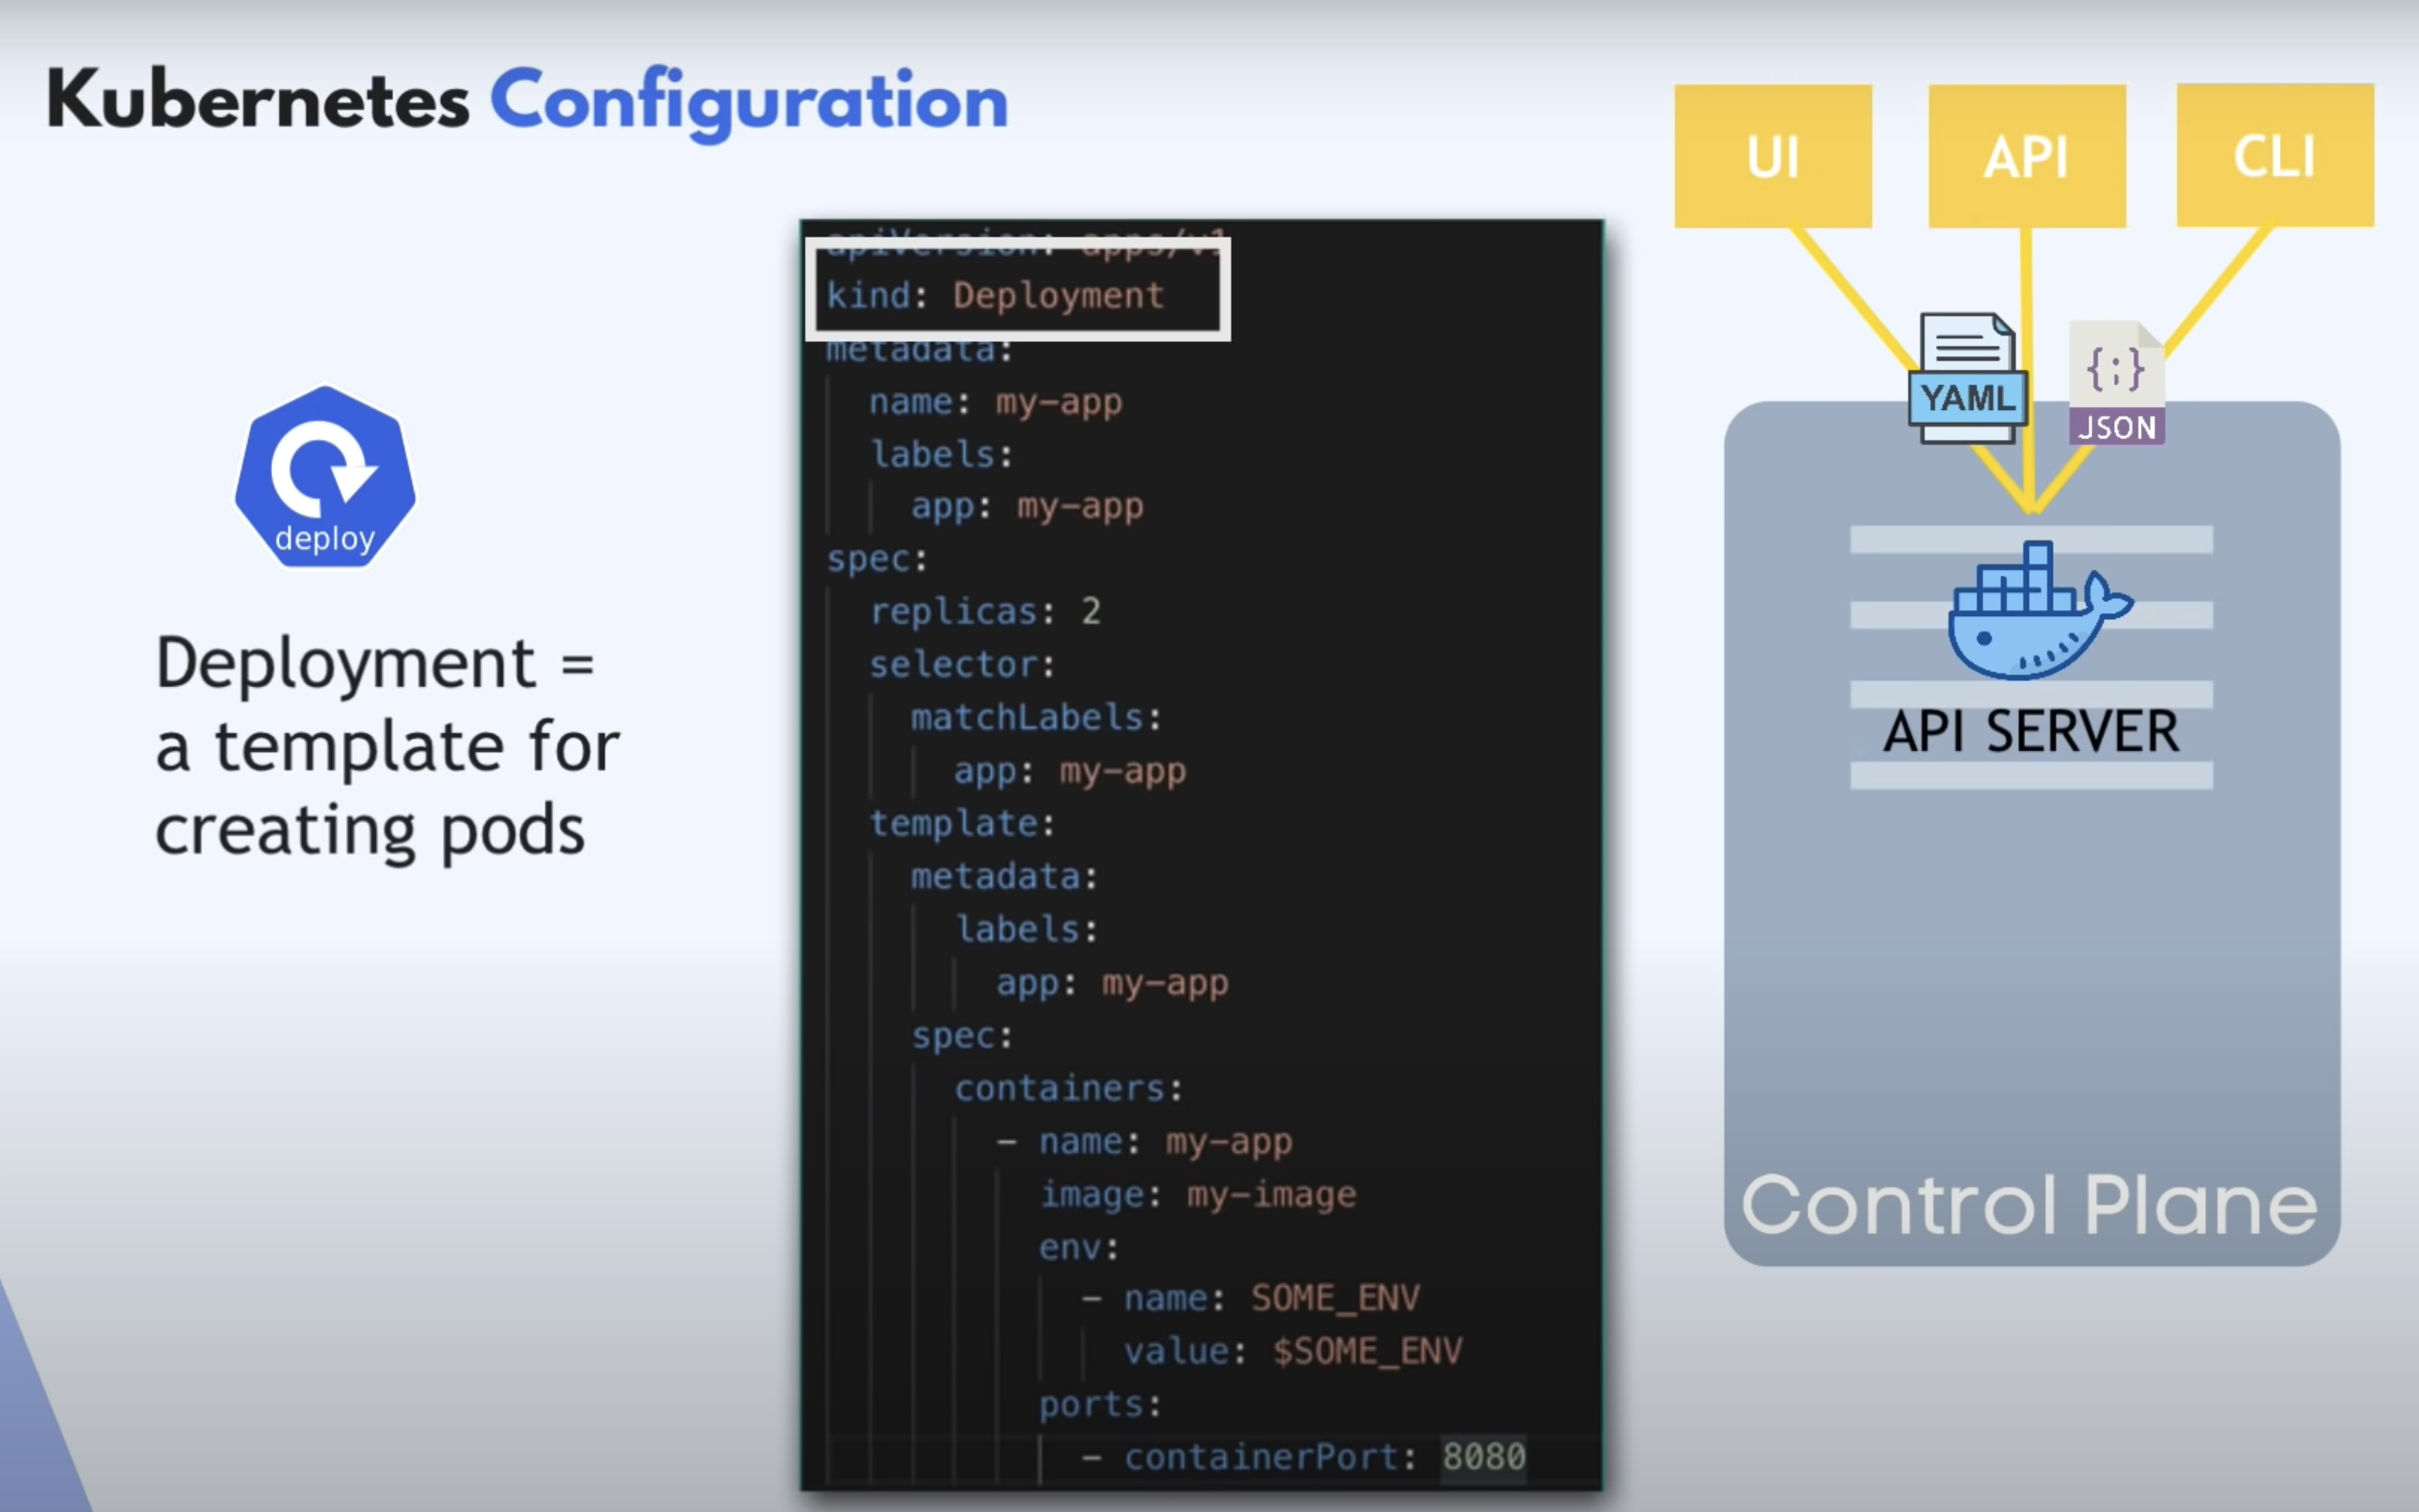 Kubernetes Configuration
deploy
Deployment =
a template for
creating pods
apiVersion: apps/v1
kind: Deployment
metadata:
  name: my-app
  labels:
    app: my-app
spec:
  replicas: 2
  selector:
    matchLabels:
      app: my-app
  template:
    metadata:
      labels:
        app: my-app
    spec:
      containers:
        - name: my-app
          image: my-image
          env:
            - name: SOME_ENV
              value: $SOME_ENV
          ports:
            - containerPort: 8080
UI API CLI
YAML
{;}
JSON
API SERVER
Control Plane